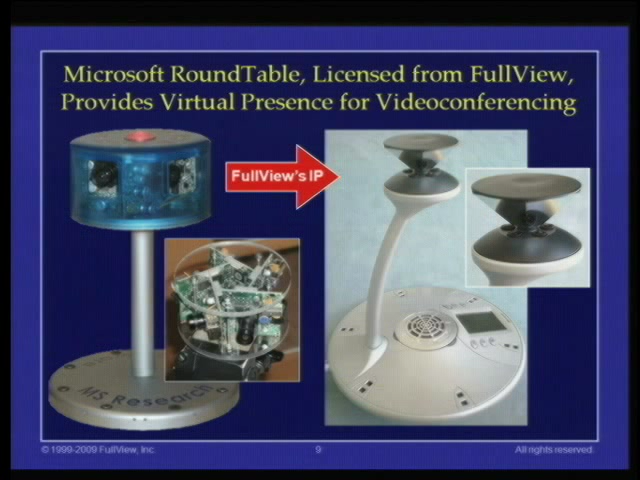 Microsoft RoundTable, Licensed from FullView,
Provides Virtual Presence for Videoconferencing
FullView's IP
MS Research
© 1999-2009 FullView, Inc.
9
All rights reserved.